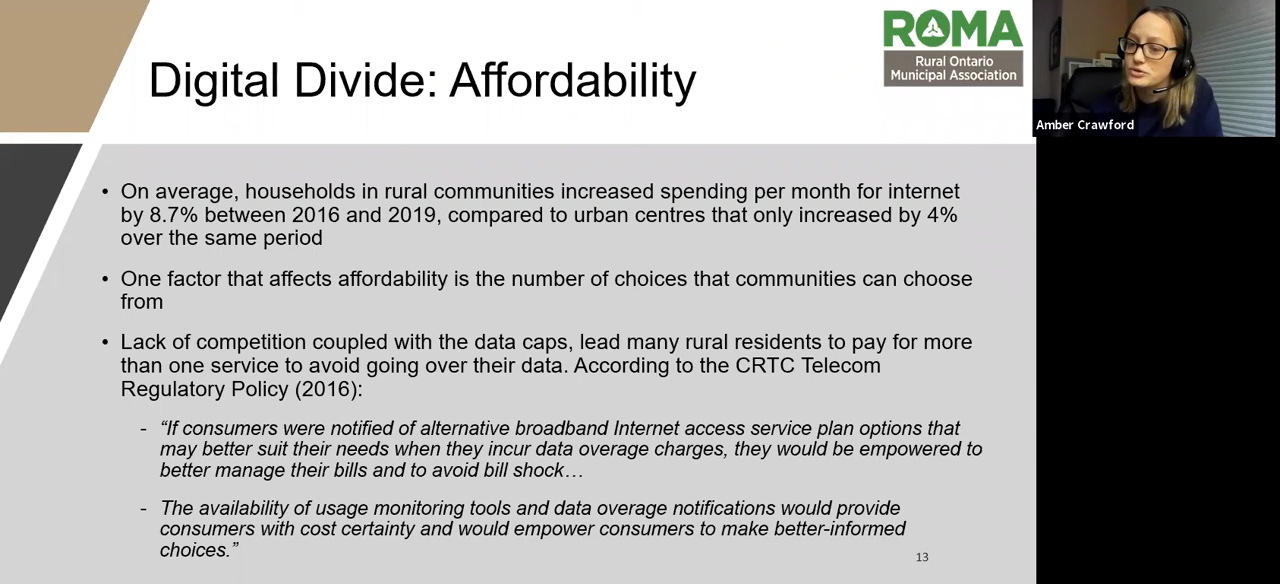 Digital Divide: Affordability
ROMA
Rural Ontario
Municipal Association
Amber Crawford
• On average, households in rural communities increased spending per month for internet
by 8.7% between 2016 and 2019, compared to urban centres that only increased by 4%
over the same period
• One factor that affects affordability is the number of choices that communities can choose
from
• Lack of competition coupled with the data caps, lead many rural residents to pay for more
than one service to avoid going over their data. According to the CRTC Telecom
Regulatory Policy (2016):
- “If consumers were notified of alternative broadband Internet access service plan options that
may better suit their needs when they incur data overage charges, they would be empowered to
better manage their bills and to avoid bill shock…
- The availability of usage monitoring tools and data overage notifications would provide
consumers with cost certainty and would empower consumers to make better-informed
choices.”
13